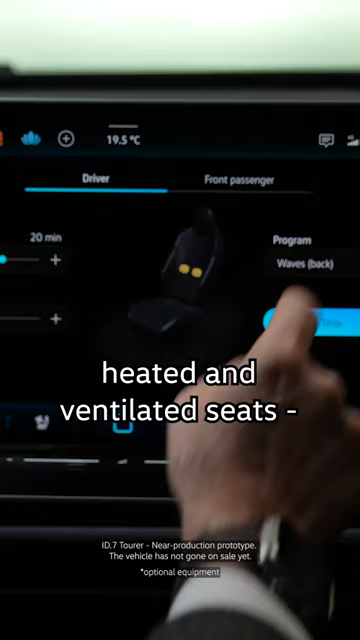 19.5 °C
Driver
Front passenger
20 min
Program
Waves (back)
heated and
ventilated seats -
ID.7 Tourer - Near-production prototype.
The vehicle has not gone on sale yet.
*optional equipment